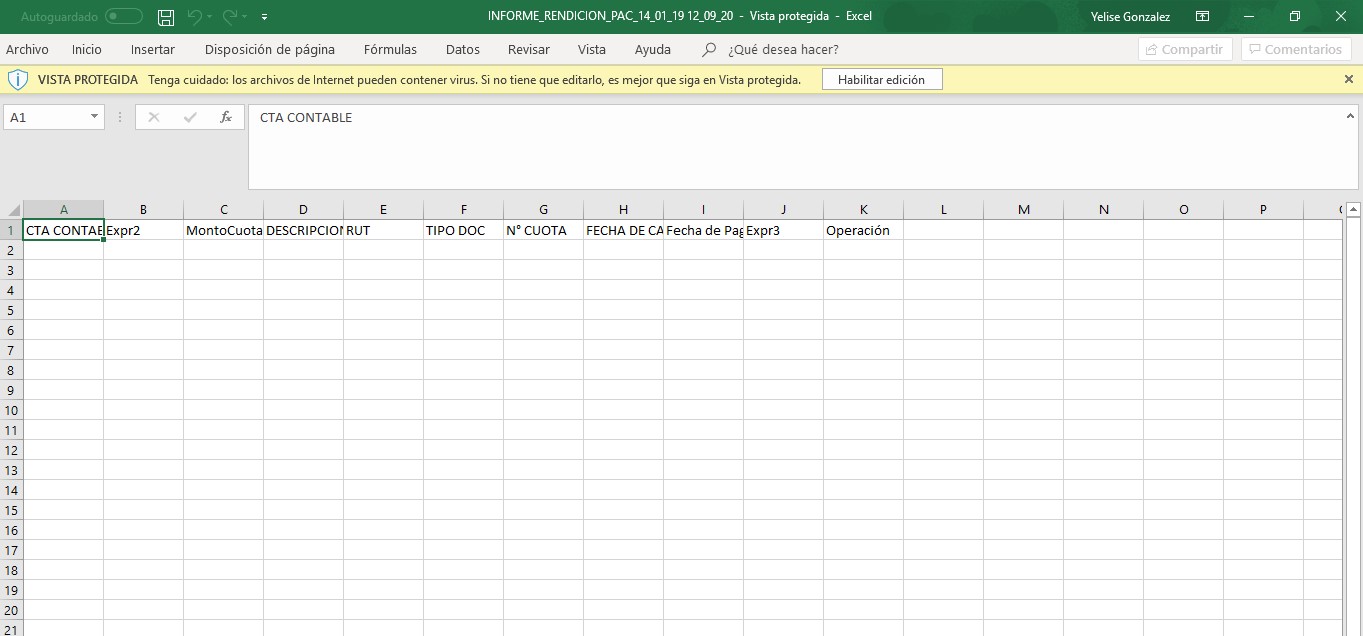 Autoguardado
INFORME_RENDICION_PAC_14_01_19 12_09_20 - Vista protegida - Excel
Yelise Gonzalez
Archivo Inicio Insertar Disposición de página Fórmulas Datos Revisar Vista Ayuda ¿Qué desea hacer? Compartir Comentarios
VISTA PROTEGIDA Tenga cuidado: los archivos de Internet pueden contener virus. Si no tiene que editarlo, es mejor que siga en Vista protegida. Habilitar edición
A1 fx CTA CONTABLE
A B C D E F G H I J K L M N O P
1 CTA CONTAB Expr2 MontoCuota DESCRIPCION RUT TIPO DOC N° CUOTA FECHA DE CA Fecha de Pag Expr3 Operación
2
3
4
5
6
7
8
9
10
11
12
13
14
15
16
17
18
19
20
21